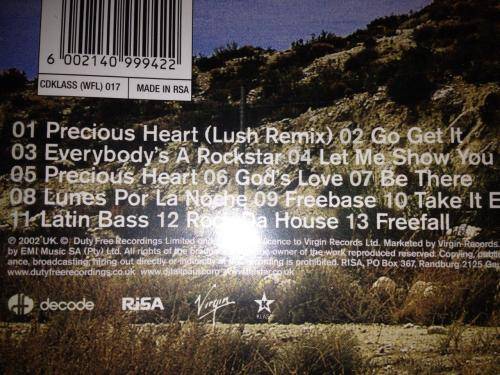 6 002140 999422
CDKLASS (WFL) 017 MADE IN RSA
01 Precious Heart (Lush Remix) 02 Go Get It
03 Everybody's A Rockstar 04 Let Me Show You
05 Precious Heart 06 God's Love 07 Be There
08 Lunes Por La Noche 09 Freebase 10 Take It E
11 Latin Bass 12 Rock Da House 13 Freefall
℗ 2002 UK. © Duty Free Recordings Limited under licence to Virgin Records Ltd. Marketed by Virgin Records
by EMI Music SA (Pty) Ltd. All rights of the owner of the work reproduced reserved. Copying, public
ance, broadcasting hiring out directly or indirectly is prohibited. RISA, PO Box 367, Randburg 2125
www.dutyfreerecordings.co.uk
decode RiSA Virgin KLASS